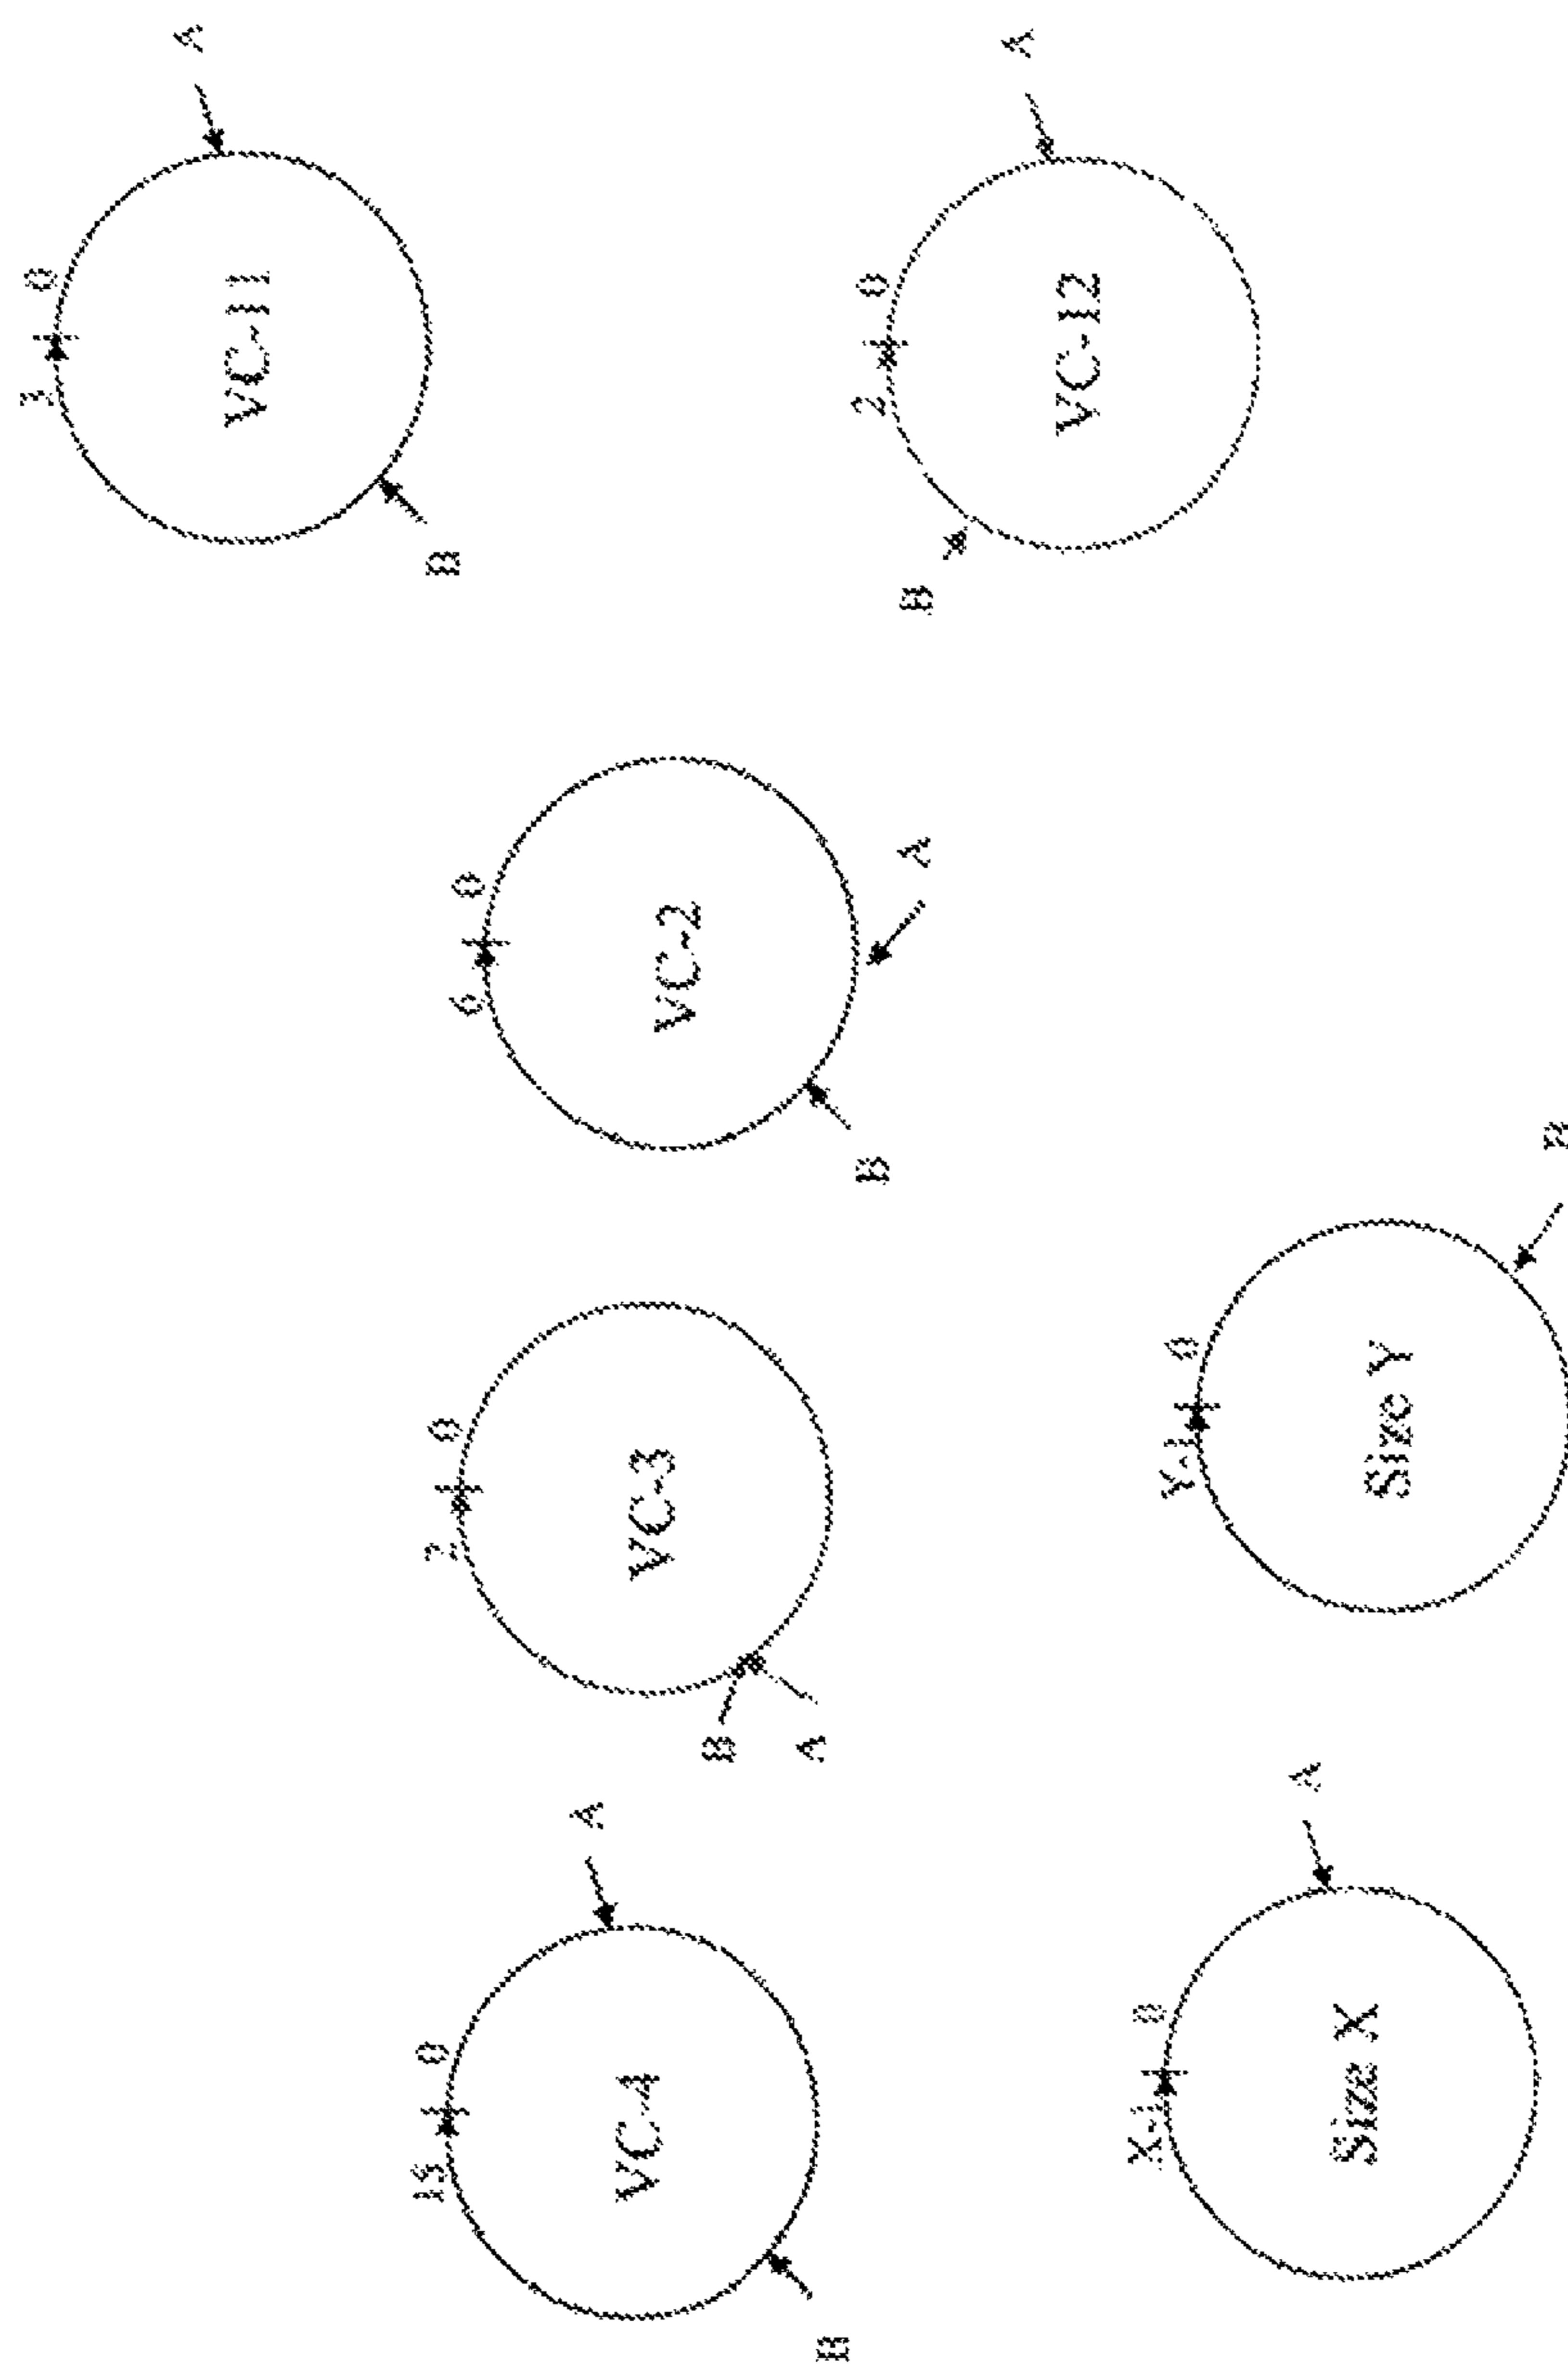 15 0
VC-4
A
B
2 0
VC-3
B
A
6 0
VC-2
A
B
3 0
VC-11
A
B
2 0
VC-12
A
B
X-1 0
Size X
A
Y-1 0
Size Y
B